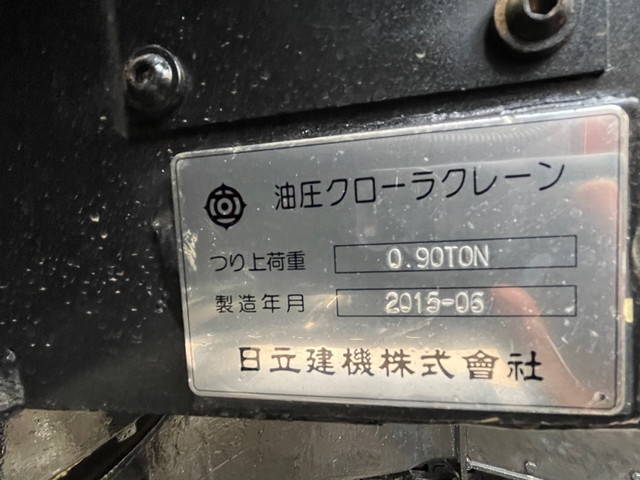 油圧クローラクレーン
つり上荷重 0.90TON
製造年月 2015-06
日立建機株式會社